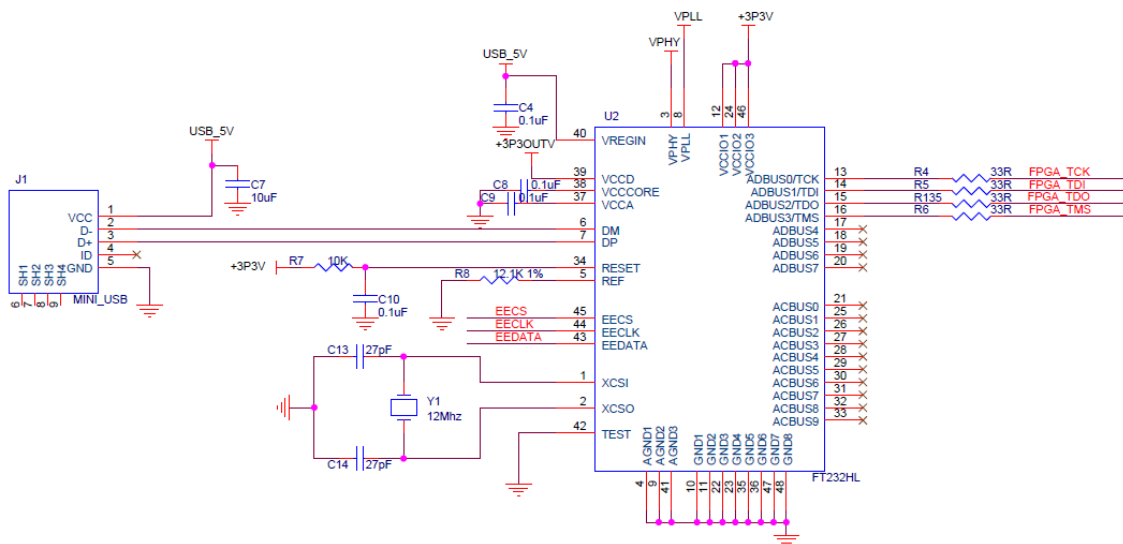 VPLL
+3P3V
VPHY
USB_5V
C4
0.1uF
U2
12
24
46
3
8
40
VREGIN
VPHY
VPLL
VCCIO1
VCCIO2
VCCIO3
USB_5V
+3P3OUTV
39
VCCD
C8
0.1uF
38
VCCCORE
C9
0.1uF
37
VCCA
13
ADBUS0/TCK
R4
33R
FPGA_TCK
14
ADBUS1/TDI
R5
33R
FPGA_TDI
15
ADBUS2/TDO
R135
33R
FPGA_TDO
16
ADBUS3/TMS
R6
33R
FPGA_TMS
17
ADBUS4
18
ADBUS5
19
ADBUS6
20
ADBUS7
J1
C7
10uF
VCC
1
D-
2
D+
3
ID
4
GND
5
SH1
SH2
SH3
SH4
6
7
8
9
MINI_USB
6
DM
7
DP
+3P3V
R7
10K
34
RESET
R8
12.1K 1%
5
REF
C10
0.1uF
EECS
45
EECS
EECLK
44
EECLK
EEDATA
43
EEDATA
21
ACBUS0
25
ACBUS1
26
ACBUS2
27
ACBUS3
28
ACBUS4
29
ACBUS5
30
ACBUS6
31
ACBUS7
32
ACBUS8
33
ACBUS9
C13
27pF
1
XCSI
Y1
12Mhz
2
XCSO
C14
27pF
42
TEST
AGND1
AGND2
AGND3
GND1
GND2
GND3
GND4
GND5
GND6
GND7
GND8
FT232HL
4
9
41
10
11
22
23
35
36
47
48